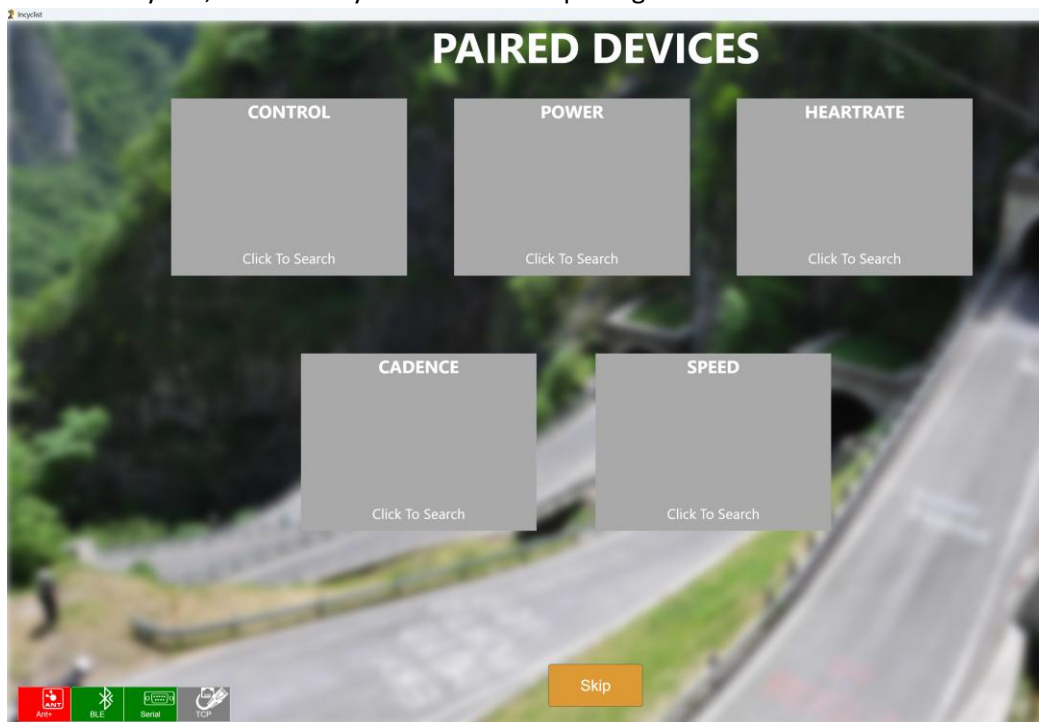 Incyclist
PAIRED DEVICES
CONTROL
POWER
HEARTRATE
Click To Search
Click To Search
Click To Search
CADENCE
SPEED
Click To Search
Click To Search
Skip
ANT
Ant+
BLE
Serial
TCP